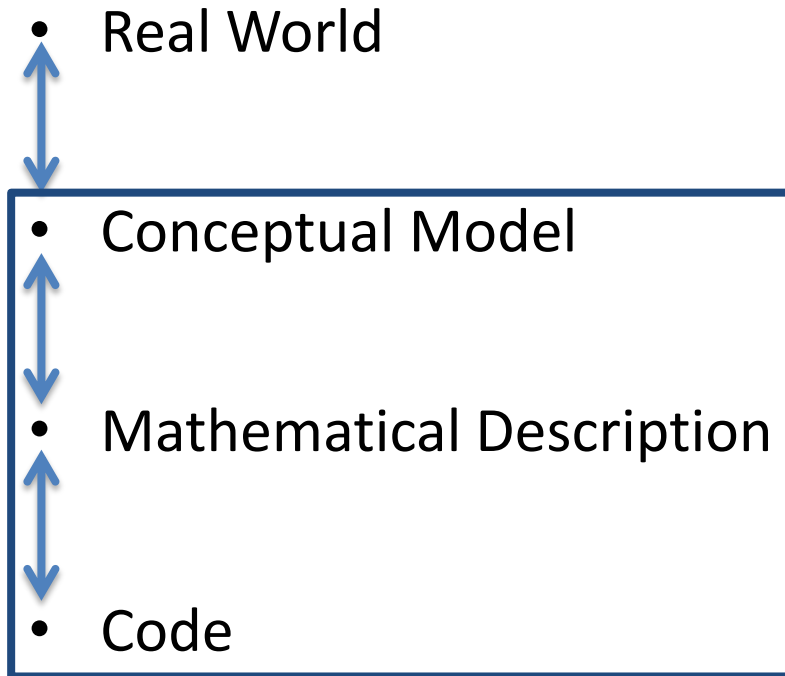 • Real World
• Conceptual Model
• Mathematical Description
• Code